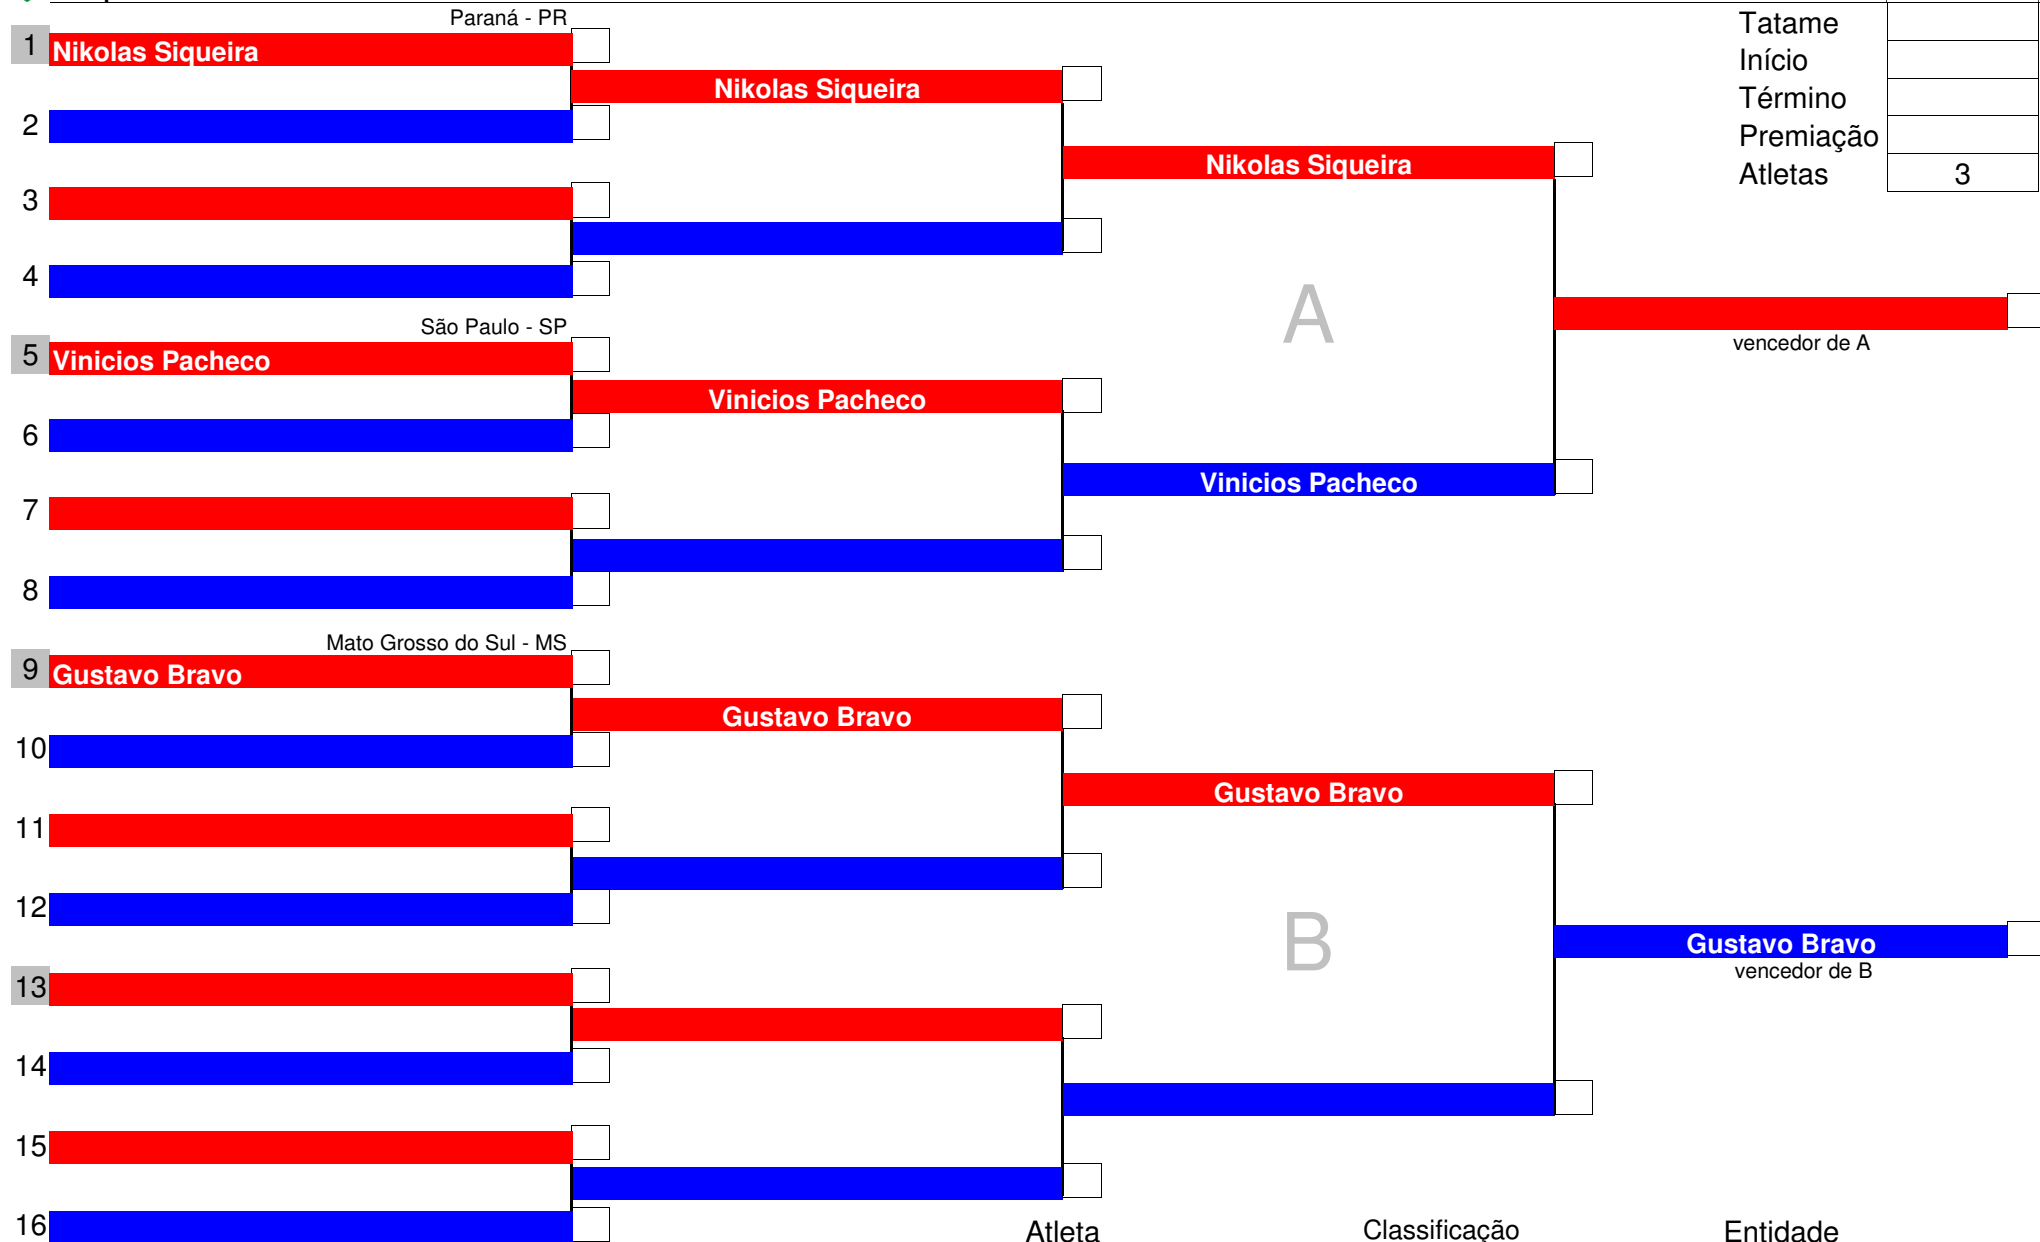 Paraná - PR
Tatame
1 Nikolas Siqueira
Nikolas Siqueira
Início
Término
2
Premiação
Nikolas Siqueira
Atletas 3
3
4
A
São Paulo - SP
vencedor de A
5 Vinicios Pacheco
Vinicios Pacheco
6
Vinicios Pacheco
7
8
Mato Grosso do Sul - MS
9 Gustavo Bravo
Gustavo Bravo
10
Gustavo Bravo
11
12
B
Gustavo Bravo
vencedor de B
13
14
15
16
Atleta Classificação Entidade